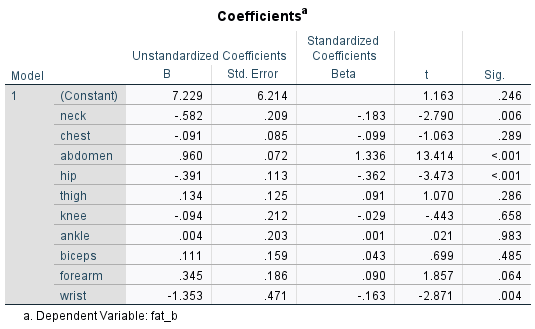 Coefficientsa
Unstandardized Coefficients Standardized Coefficients
Model B Std. Error Beta t Sig.
1 (Constant) 7.229 6.214 1.163 .246
neck -.582 .209 -.183 -2.790 .006
chest -.091 .085 -.099 -1.063 .289
abdomen .960 .072 1.336 13.414 <.001
hip -.391 .113 -.362 -3.473 <.001
thigh .134 .125 .091 1.070 .286
knee -.094 .212 -.029 -.443 .658
ankle .004 .203 .001 .021 .983
biceps .111 .159 .043 .699 .485
forearm .345 .186 .090 1.857 .064
wrist -1.353 .471 -.163 -2.871 .004
a. Dependent Variable: fat_b